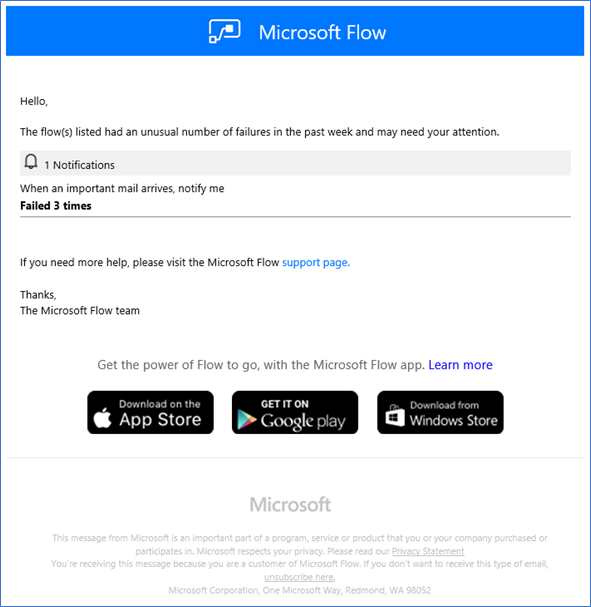 Microsoft Flow
Hello,
The flow(s) listed had an unusual number of failures in the past week and may need your attention.
1 Notifications
When an important mail arrives, notify me
Failed 3 times
If you need more help, please visit the Microsoft Flow support page.
Thanks,
The Microsoft Flow team
Get the power of Flow to go, with the Microsoft Flow app. Learn more
Download on the
App Store
GET IT ON
Google play
Download from
Windows Store
Microsoft
This message from Microsoft is an important part of a program, service or product that you or your company purchased or
participates in. Microsoft respects your privacy. Please read our Privacy Statement
You're receiving this message because you are a customer of Microsoft Flow. If you don't want to receive this type of email,
unsubscribe here.
Microsoft Corporation, One Microsoft Way, Redmond, WA 98052